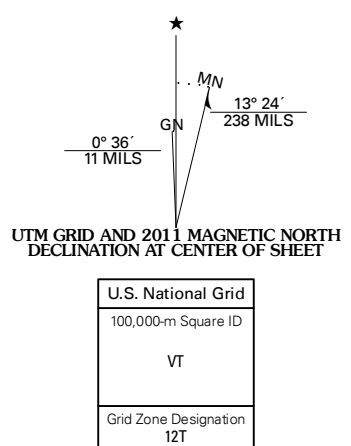 ★
MN
13° 24´
238 MILS
GN
0° 36´
11 MILS
UTM GRID AND 2011 MAGNETIC NORTH
DECLINATION AT CENTER OF SHEET
U.S. National Grid
100,000-m Square ID
VT
Grid Zone Designation
12T